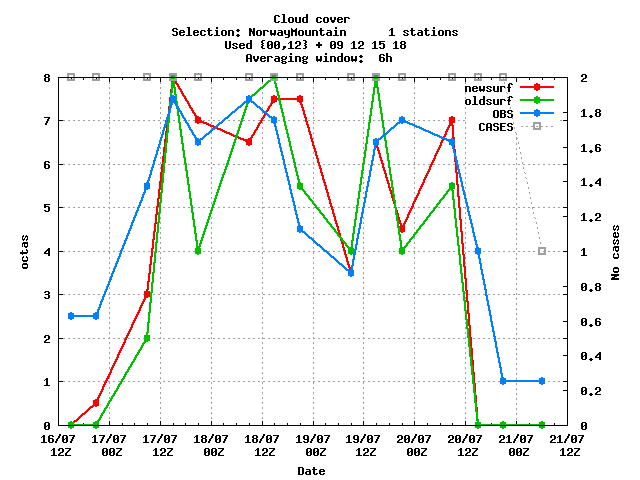 Cloud cover
Selection: NorwayMountain 1 stations
Used {00,12} + 09 12 15 18
Averaging window: 6h
newsurf
oldsurf
OBS
CASES
octas
8
7
6
5
4
3
2
1
0
No cases
2
1.8
1.6
1.4
1.2
1
0.8
0.6
0.4
0.2
0
16/07 17/07 17/07 18/07 18/07 19/07 19/07 20/07 20/07 21/07 21/07
12Z 00Z 12Z 00Z 12Z 00Z 12Z 00Z 12Z 00Z 12Z
Date